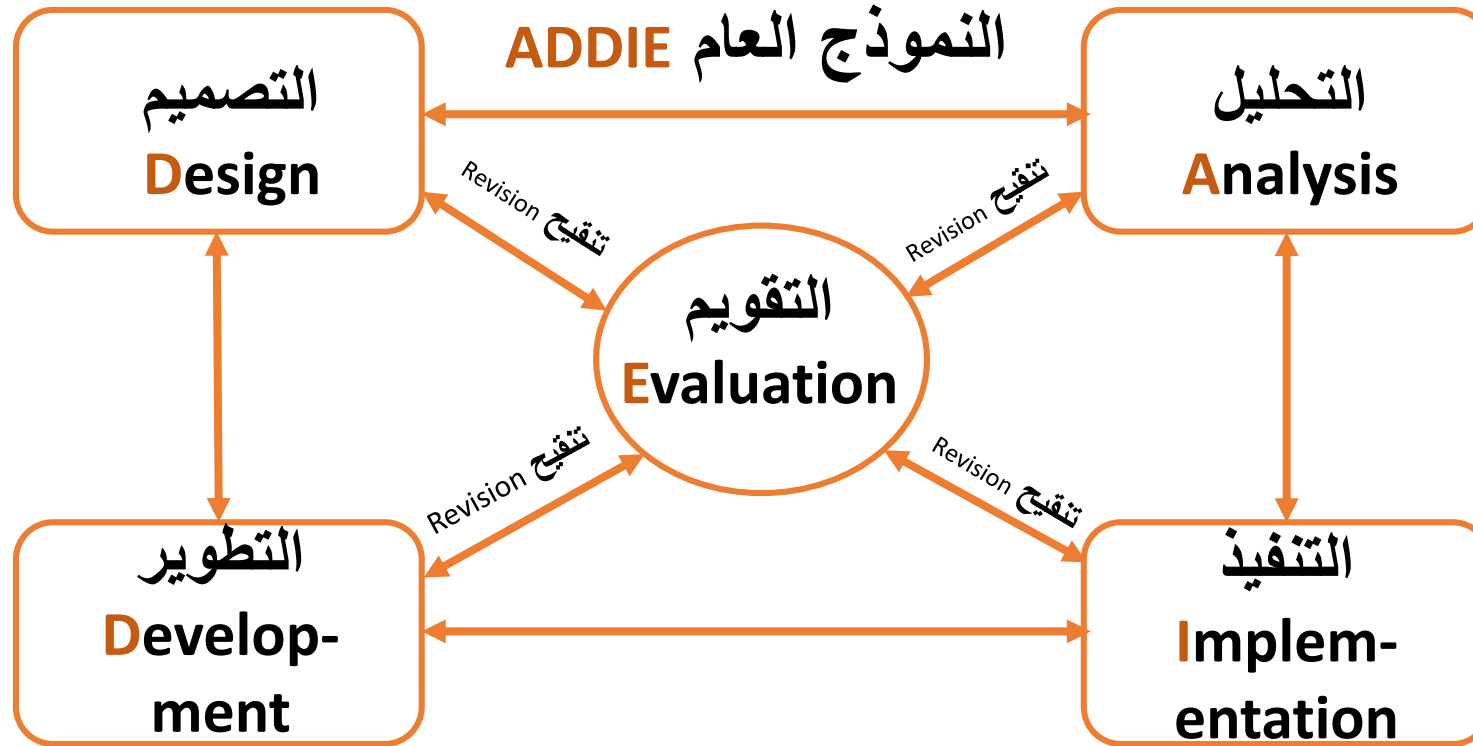 النموذج العام ADDIE
التحليل
Analysis
التصميم
Design
تنقيح Revision
Revision تنقيح
التقويم
Evaluation
Revision تنقيح
Revision تنقيح
التطوير
Develop-
ment
التنفيذ
Implem-
entation